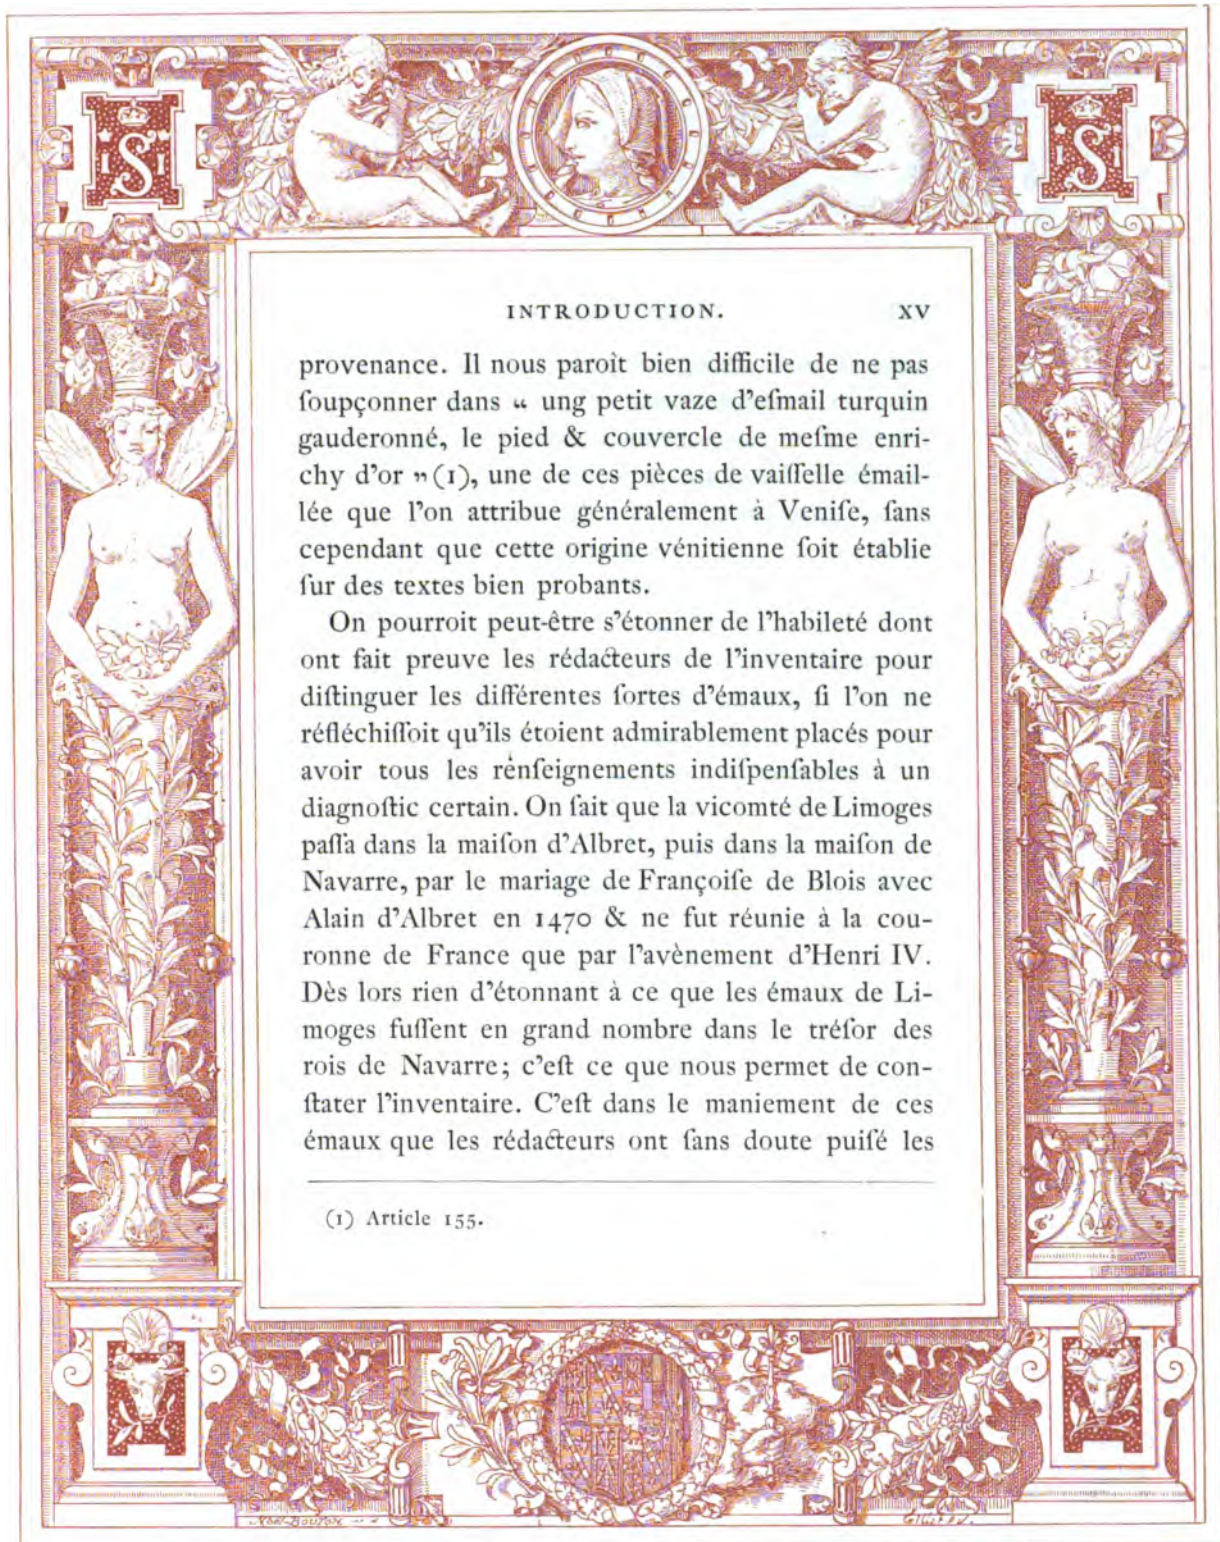 INTRODUCTION. XV
provenance. Il nous paroît bien difficile de ne pas
ſoupçonner dans “ ung petit vaze d'eſmail turquin
gauderonné, le pied & couvercle de meſme enri-
chy d'or ” (1), une de ces pièces de vaiſſelle émail-
lée que l'on attribue généralement à Veniſe, ſans
cependant que cette origine vénitienne ſoit établie
ſur des textes bien probants.
On pourroit peut-être s'étonner de l'habileté dont
ont fait preuve les rédacteurs de l'inventaire pour
diſtinguer les différentes ſortes d'émaux, ſi l'on ne
réfléchiſſoit qu'ils étoient admirablement placés pour
avoir tous les renſeignements indiſpenſables à un
diagnoſtic certain. On ſait que la vicomté de Limoges
paſſa dans la maiſon d'Albret, puis dans la maiſon de
Navarre, par le mariage de Françoiſe de Blois avec
Alain d'Albret en 1470 & ne fut réunie à la cou-
ronne de France que par l'avènement d'Henri IV.
Dès lors rien d'étonnant à ce que les émaux de Li-
moges fuſſent en grand nombre dans le tréſor des
rois de Navarre; c'eſt ce que nous permet de con-
ſtater l'inventaire. C'eſt dans le maniement de ces
émaux que les rédacteurs ont ſans doute puiſé les
(1) Article 155.